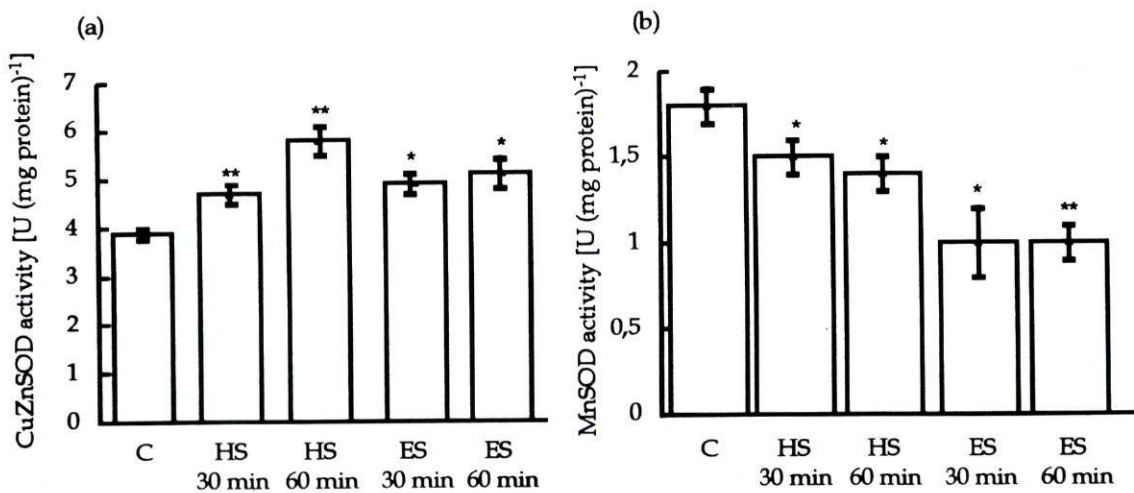 (a)
CuZnSOD activity [U (mg protein)-1]
7
6
5
4
3
2
1
0
**
**
*
*
C
HS
30 min
HS
60 min
ES
30 min
ES
60 min
(b)
MnSOD activity [U (mg protein)-1]
2
1,5
1
0,5
0
*
*
*
**
C
HS
30 min
HS
60 min
ES
30 min
ES
60 min